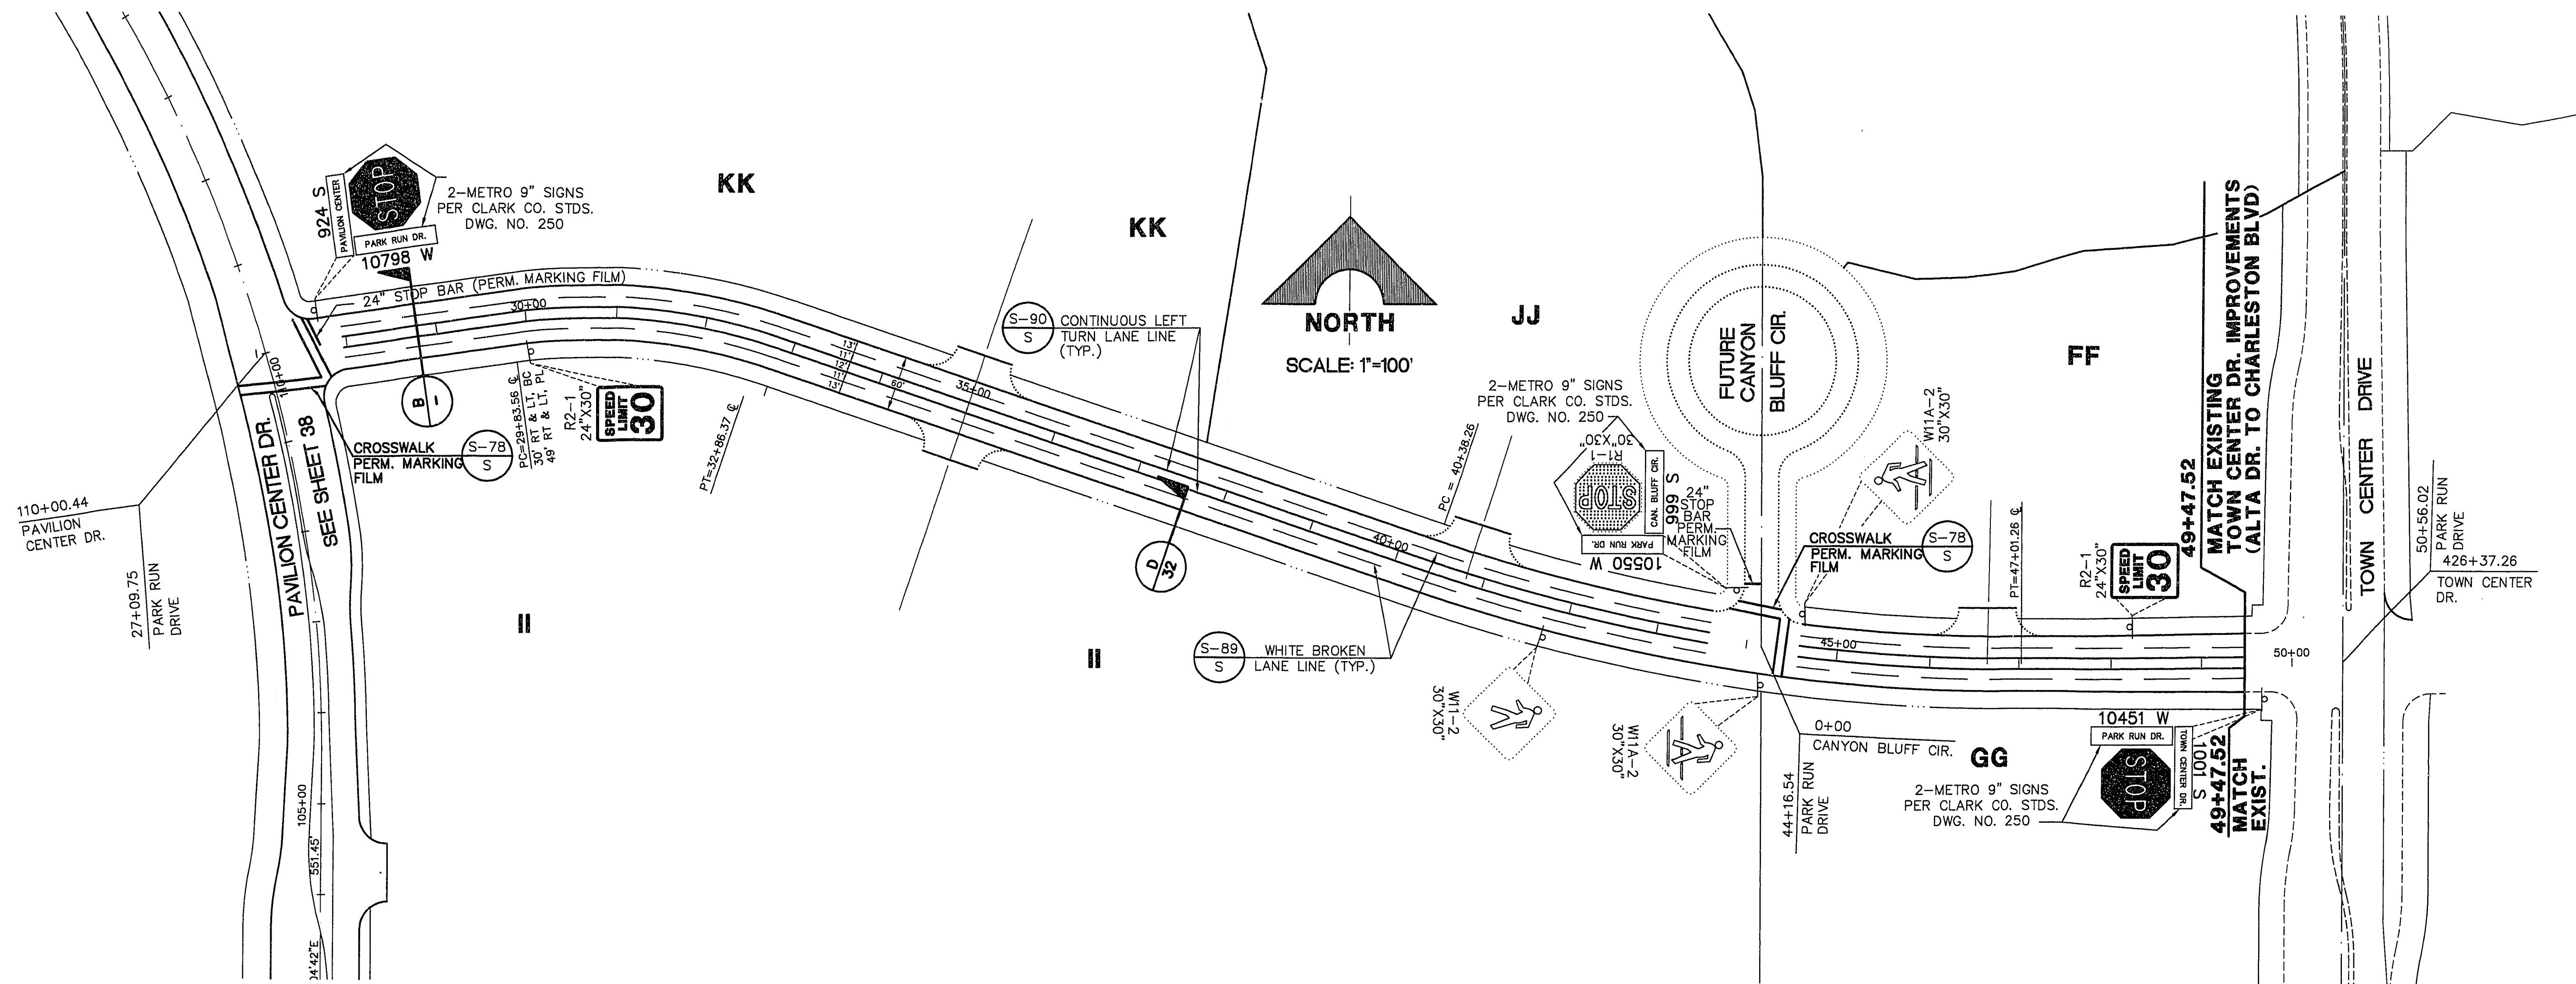 924 S
PAVILION CENTER
STOP
PARK RUN DR.
10798 W
2-METRO 9" SIGNS
PER CLARK CO. STDS.
DWG. NO. 250
24" STOP BAR (PERM. MARKING FILM)
30+00
KK
KK
B
1
PC=29+83.56 ℄
30' RT & LT, BC
49' RT & LT, PL
R2-1
24"X30"
SPEED
LIMIT
30
CROSSWALK
PERM. MARKING
FILM
S-78
S
110+00
PAVILION CENTER DR.
SEE SHEET 38
110+00.44
PAVILION
CENTER DR.
27+09.75
PARK RUN
DRIVE
105+00
551.45'
04'42"E
PT=32+86.37 ℄
13'
11'
12'
11'
13'
60'
35+00
S-90
S
CONTINUOUS LEFT
TURN LANE LINE
(TYP.)
NORTH
SCALE: 1"=100'
JJ
D
32
II
II
S-89
S
WHITE BROKEN
LANE LINE (TYP.)
40+00
PC = 40+38.26
2-METRO 9" SIGNS
PER CLARK CO. STDS.
DWG. NO. 250
R1-1
30"X30"
STOP
CAN. BLUFF CIR.
999 S
PARK RUN DR.
10550 W
24"
STOP
BAR
PERM.
MARKING
FILM
FUTURE
CANYON
BLUFF CIR.
W11A-2
30"X30"
FF
CROSSWALK
PERM. MARKING
FILM
S-78
S
W11-2
30"X30"
W11A-2
30"X30"
45+00
0+00
CANYON BLUFF CIR.
44+16.54
PARK RUN
DRIVE
PT=47+01.26 ℄
R2-1
24"X30"
SPEED
LIMIT
30
49+47.52
MATCH EXISTING
TOWN CENTER DR. IMPROVEMENTS
(ALTA DR. TO CHARLESTON BLVD)
50+00
TOWN CENTER DRIVE
50+56.02
PARK RUN
DRIVE
426+37.26
TOWN CENTER
DR.
GG
2-METRO 9" SIGNS
PER CLARK CO. STDS.
DWG. NO. 250
10451 W
PARK RUN DR.
STOP
TOWN CENTER DR.
1001 S
49+47.52
MATCH
EXIST.